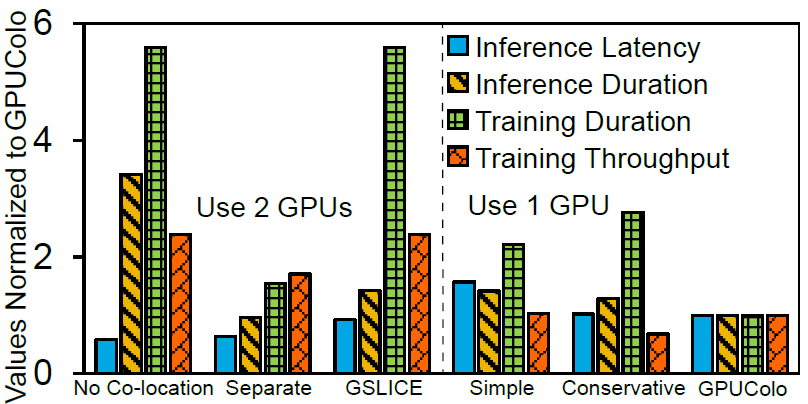 Values Normalized to GPUColo
6
4
2
0
Inference Latency
Inference Duration
Training Duration
Training Throughput
Use 2 GPUs
Use 1 GPU
No Co-location
Separate
GSLICE
Simple
Conservative
GPUColo